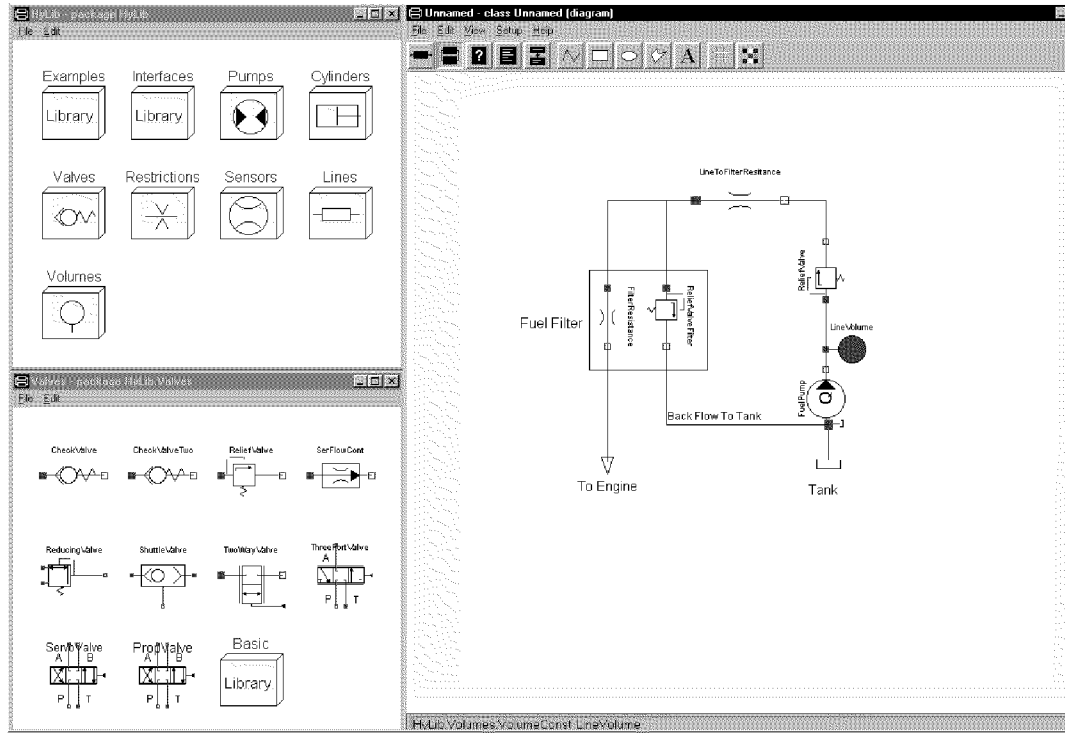 HyLib - package HyLib
File Edit
Examples Interfaces Pumps Cylinders
Library Library
Valves Restrictions Sensors Lines
Volumes
Valves - package HyLib.Valves
File Edit
CheckValve CheckValveTwo ReliefValve SerFlowCont
ReducingValve ShuttleValve TwoWayValve ThreePortValve
A
P T
ServoValve PropValve Basic
A B A B
Library
P T P T
Unnamed - class Unnamed [diagram]
File Edit View Setup Help
A
LineToFilterResitance
ReliefValve
FilterResistance
ReliefValveFilter
Fuel Filter
LineVolume
FuelPump
Q
Back Flow To Tank
To Engine
Tank
HyLib.Volumes.VolumeConst LineVolume